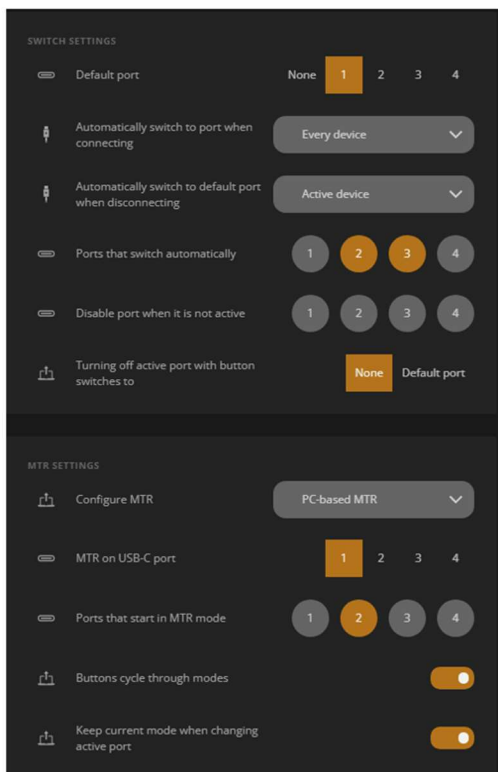 SWITCH SETTINGS
Default port None 1 2 3 4
Automatically switch to port when
connecting
Every device
Automatically switch to default port
when disconnecting
Active device
Ports that switch automatically 1 2 3 4
Disable port when it is not active 1 2 3 4
Turning off active port with button
switches to
None Default port
MTR SETTINGS
Configure MTR PC-based MTR
MTR on USB-C port 1 2 3 4
Ports that start in MTR mode 1 2 3 4
Buttons cycle through modes
Keep current mode when changing
active port